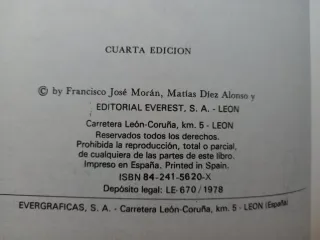 CUARTA EDICION
© by Francisco José Morán, Matías Díez Alonso y
EDITORIAL EVEREST, S. A. - LEON
Carretera León-Coruña, km. 5 - LEON
Reservados todos los derechos.
Prohibida la reproducción, total o parcial,
de cualquiera de las partes de este libro.
Impreso en España. Printed in Spain.
ISBN 84-241-5620-X
Depósito legal: LE-670/1978
EVERGRAFICAS, S. A. - Carretera León-Coruña, km. 5 - LEON (España)